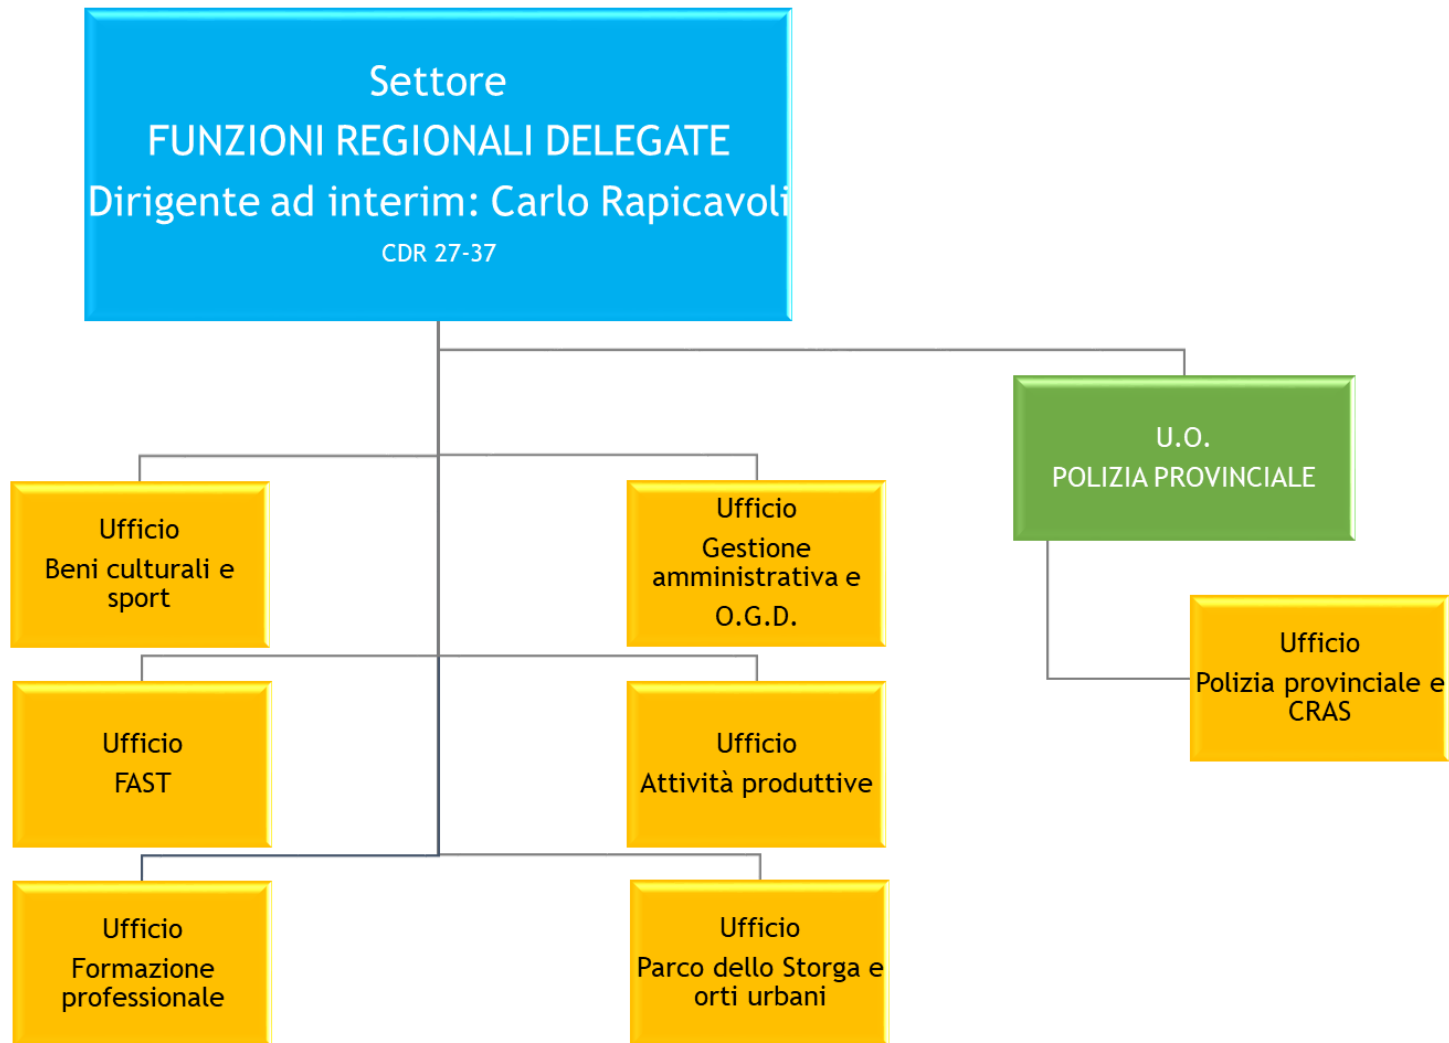 Settore
FUNZIONI REGIONALI DELEGATE
Dirigente ad interim: Carlo Rapicavoli
CDR 27-37
U.O.
POLIZIA PROVINCIALE
Ufficio
Beni culturali e
sport
Ufficio
Gestione
amministrativa e
O.G.D.
Ufficio
Polizia provinciale e
CRAS
Ufficio
FAST
Ufficio
Attività produttive
Ufficio
Formazione
professionale
Ufficio
Parco dello Storga e
orti urbani